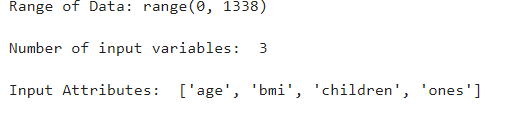 Range of Data: range(0, 1338)
Number of input variables:  3
Input Attributes:  ['age', 'bmi', 'children', 'ones']